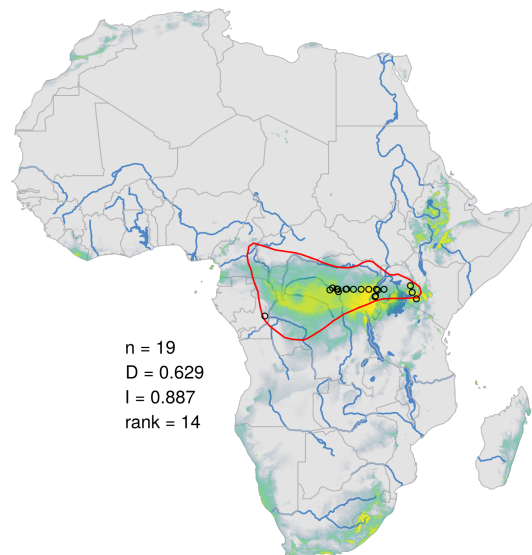 n = 19
D = 0.629
I = 0.887
rank = 14